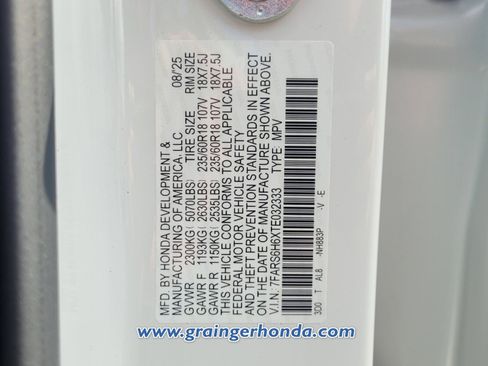 MFD. BY HONDA DEVELOPMENT & 08/25
MANUFACTURING OF AMERICA, LLC
GVWR 2300KG( 5070LBS) TIRE SIZE RIM SIZE
GAWR F 1193KG( 2630LBS) 235/60R18 107V 18X7.5J
GAWR R 1150KG( 2535LBS) 235/60R18 107V 18X7.5J
THIS VEHICLE CONFORMS TO ALL APPLICABLE
FEDERAL MOTOR VEHICLE SAFETY
AND THEFT PREVENTION STANDARDS IN EFFECT
ON THE DATE OF MANUFACTURE SHOWN ABOVE.
V.I.N: 7FARS6H6XTE032333 TYPE: MPV
3D0 T AL8 -NH883P -V -E
www.graingerhonda.com